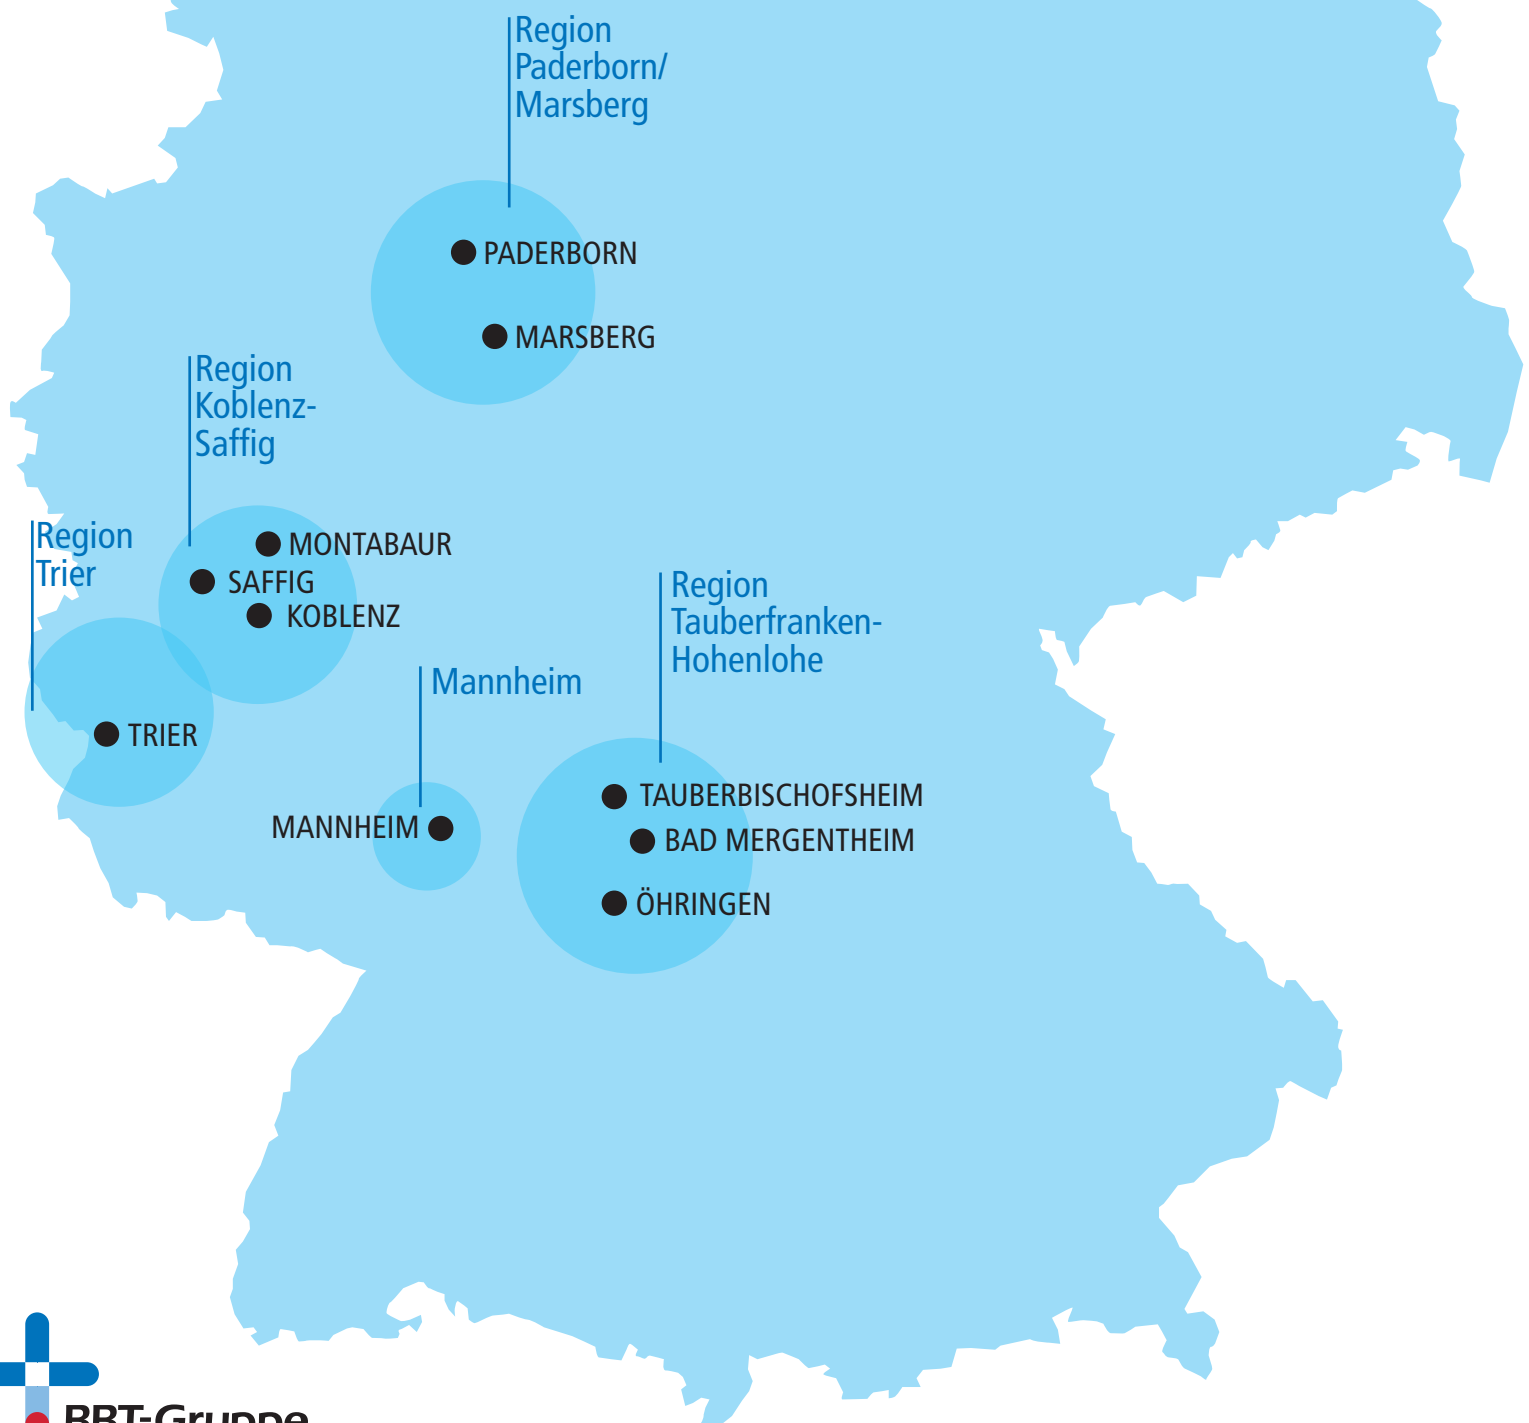 Region
Paderborn/
Marsberg
PADERBORN
MARSBERG
Region
Koblenz-
Saffig
MONTABAUR
SAFFIG
KOBLENZ
Region
Trier
TRIER
Mannheim
MANNHEIM
Region
Tauberfranken-
Hohenlohe
TAUBERBISCHOFSHEIM
BAD MERGENTHEIM
ÖHRINGEN
BBT-Gruppe